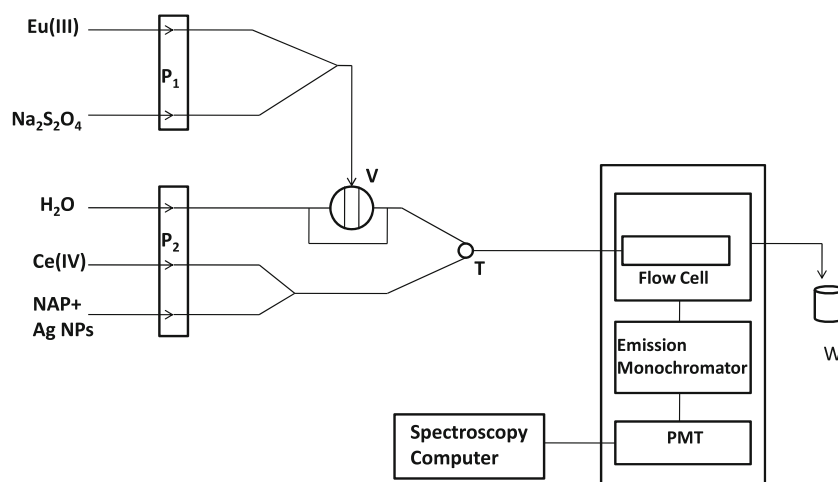 Eu(III)
P₁
Na₂S₂O₄
V
H₂O
P₂
Ce(IV)
T
NAP+
Ag NPs
Flow Cell
W
Emission
Monochromator
Spectroscopy
Computer
PMT